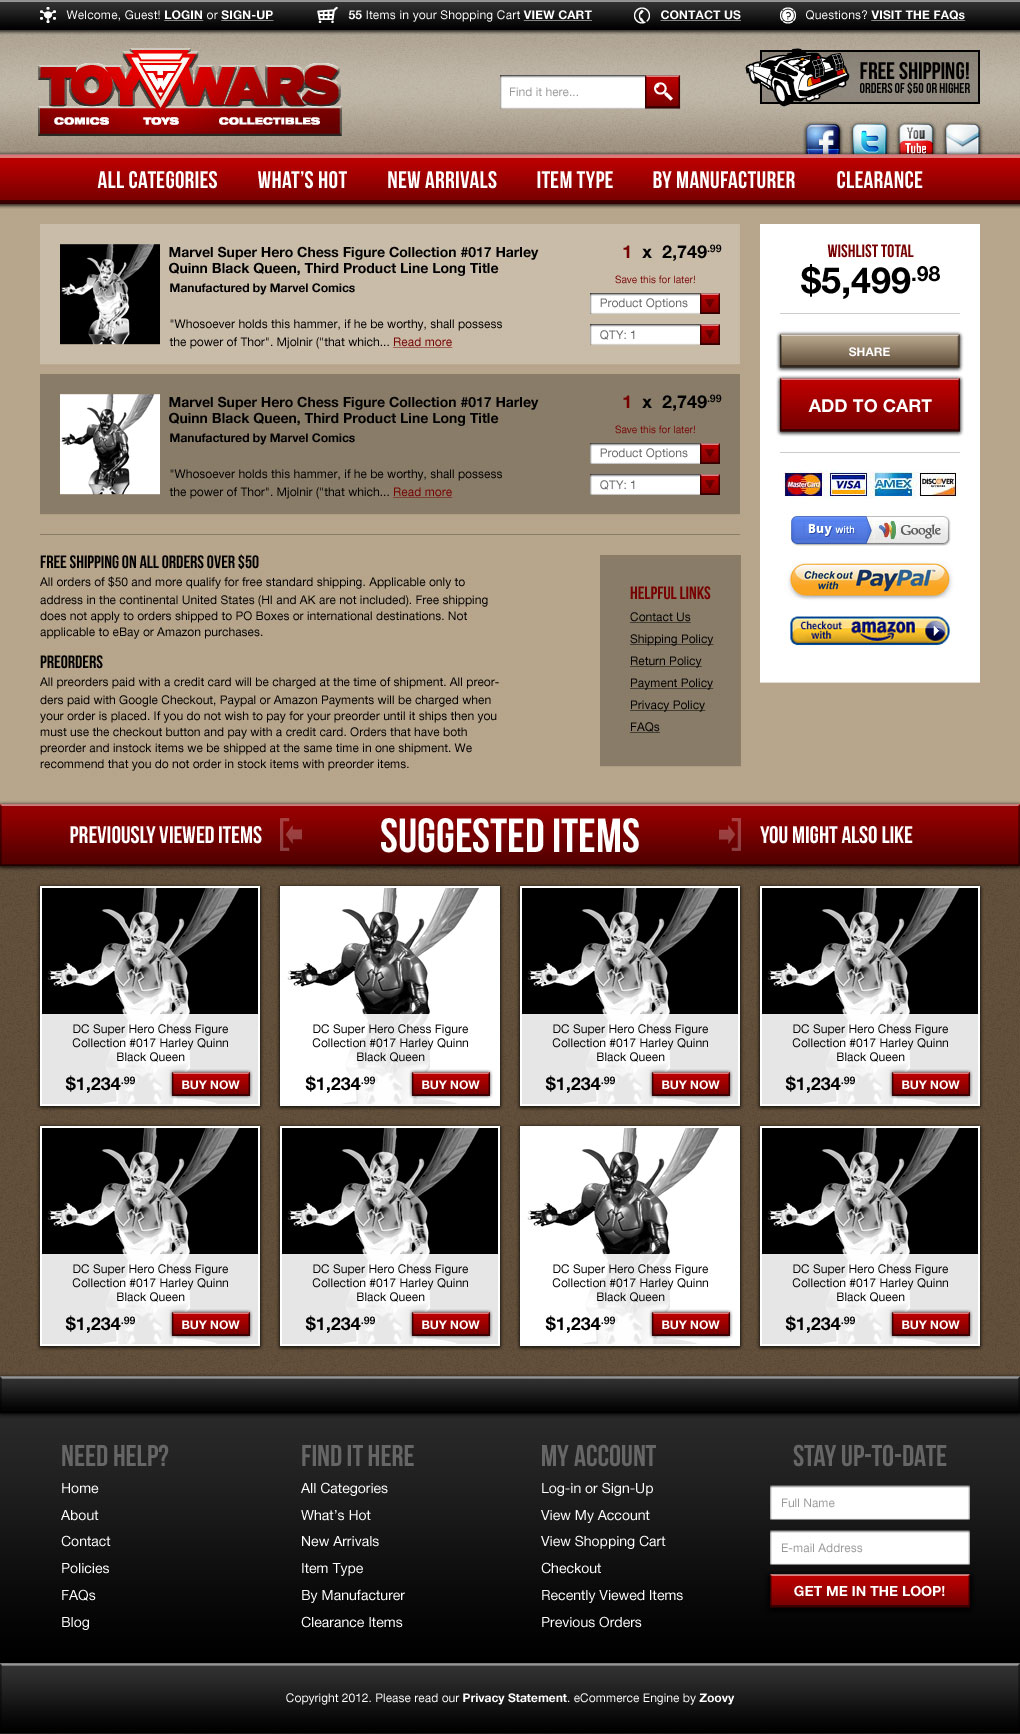 Welcome, Guest! LOGIN or SIGN-UP
55 Items in your Shopping Cart VIEW CART
CONTACT US
Questions? VISIT THE FAQs
TOY WARS
COMICS TOYS COLLECTIBLES
Find it here...
FREE SHIPPING!
ORDERS OF $50 OR HIGHER
You
Tube
ALL CATEGORIES
WHAT'S HOT
NEW ARRIVALS
ITEM TYPE
BY MANUFACTURER
CLEARANCE
Marvel Super Hero Chess Figure Collection #017 Harley
Quinn Black Queen, Third Product Line Long Title
Manufactured by Marvel Comics
"Whosoever holds this hammer, if he be worthy, shall possess
the power of Thor". Mjolnir ("that which... Read more
1 x 2,749.99
Save this for later!
Product Options
QTY: 1
Marvel Super Hero Chess Figure Collection #017 Harley
Quinn Black Queen, Third Product Line Long Title
Manufactured by Marvel Comics
"Whosoever holds this hammer, if he be worthy, shall possess
the power of Thor". Mjolnir ("that which... Read more
1 x 2,749.99
Save this for later!
Product Options
QTY: 1
WISHLIST TOTAL
$5,499.98
SHARE
ADD TO CART
MasterCard
VISA
AMEX
DISCOVER
Buy with Google
Check out with PayPal
Checkout with amazon
FREE SHIPPING ON ALL ORDERS OVER $50
All orders of $50 and more qualify for free standard shipping. Applicable only to
address in the continental United States (HI and AK are not included). Free shipping
does not apply to orders shipped to PO Boxes or international destinations. Not
applicable to eBay or Amazon purchases.
PREORDERS
All preorders paid with a credit card will be charged at the time of shipment. All preor-
ders paid with Google Checkout, Paypal or Amazon Payments will be charged when
your order is placed. If you do not wish to pay for your preorder until it ships then you
must use the checkout button and pay with a credit card. Orders that have both
preorder and instock items we be shipped at the same time in one shipment. We
recommend that you do not order in stock items with preorder items.
HELPFUL LINKS
Contact Us
Shipping Policy
Return Policy
Payment Policy
Privacy Policy
FAQs
PREVIOUSLY VIEWED ITEMS
SUGGESTED ITEMS
YOU MIGHT ALSO LIKE
DC Super Hero Chess Figure
Collection #017 Harley Quinn
Black Queen
$1,234.99 BUY NOW
DC Super Hero Chess Figure
Collection #017 Harley Quinn
Black Queen
$1,234.99 BUY NOW
DC Super Hero Chess Figure
Collection #017 Harley Quinn
Black Queen
$1,234.99 BUY NOW
DC Super Hero Chess Figure
Collection #017 Harley Quinn
Black Queen
$1,234.99 BUY NOW
DC Super Hero Chess Figure
Collection #017 Harley Quinn
Black Queen
$1,234.99 BUY NOW
DC Super Hero Chess Figure
Collection #017 Harley Quinn
Black Queen
$1,234.99 BUY NOW
DC Super Hero Chess Figure
Collection #017 Harley Quinn
Black Queen
$1,234.99 BUY NOW
DC Super Hero Chess Figure
Collection #017 Harley Quinn
Black Queen
$1,234.99 BUY NOW
NEED HELP?
Home
About
Contact
Policies
FAQs
Blog
FIND IT HERE
All Categories
What's Hot
New Arrivals
Item Type
By Manufacturer
Clearance Items
MY ACCOUNT
Log-in or Sign-Up
View My Account
View Shopping Cart
Checkout
Recently Viewed Items
Previous Orders
STAY UP-TO-DATE
Full Name
E-mail Address
GET ME IN THE LOOP!
Copyright 2012. Please read our Privacy Statement. eCommerce Engine by Zoovy